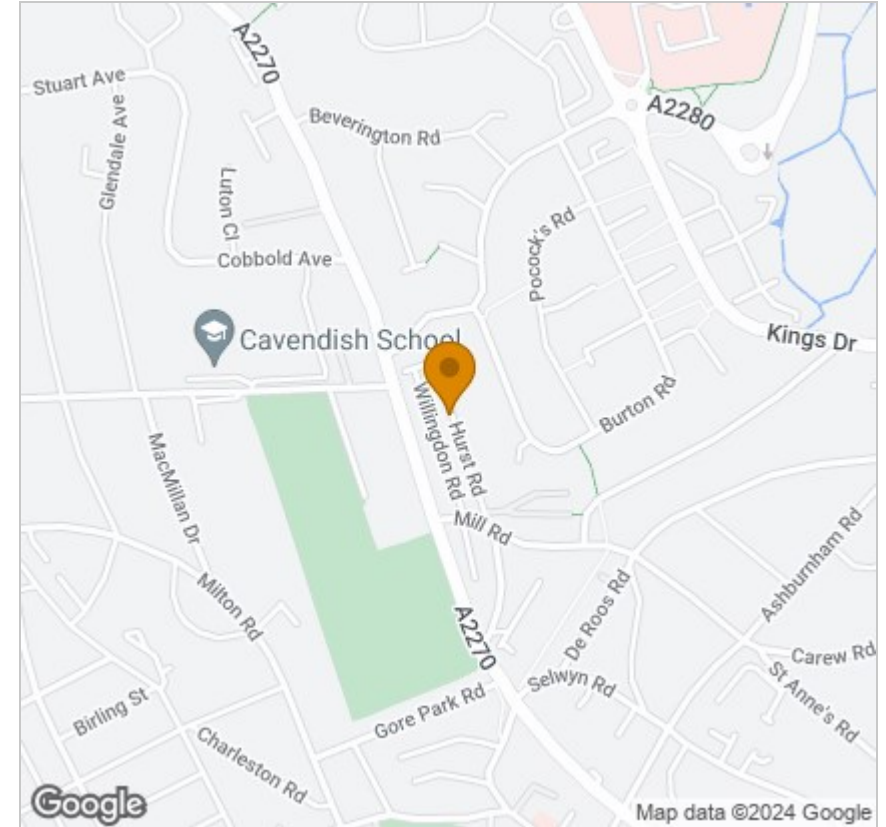 A2270
Stuart Ave
Glendale Ave
Beverington Rd
A2280
Luton Cl
Cobbold Ave
Pocock's Rd
Cavendish School
Kings Dr
Willingdon Rd
Hurst Rd
Burton Rd
MacMillan Dr
Mill Rd
Milton Rd
Ashburnham Rd
De Roos Rd
A2270
Carew Rd
St Anne's Rd
Selwyn Rd
Birling St
Gore Park Rd
Charleston Rd
Google
Map data ©2024 Google